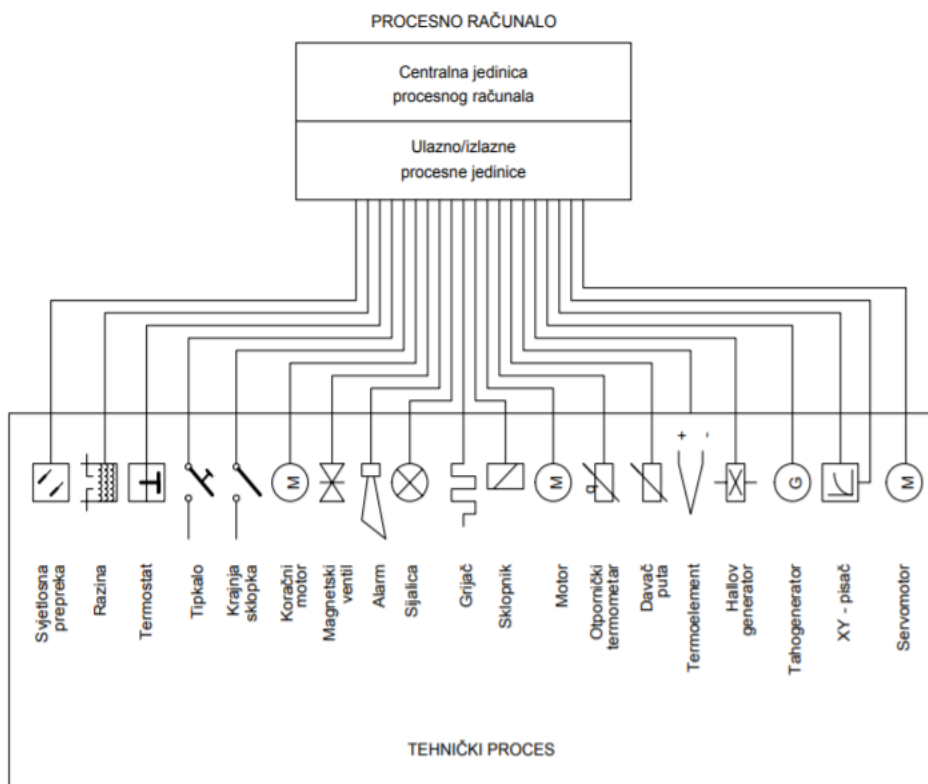 PROCESNO RAČUNALO
Centralna jedinica
procesnog računala
Ulazno/izlazne
procesne jedinice
+
-
M
q
M
G
M
Svjetlosna
prepreka
Razina
Termostat
Tipkalo
Krajnja
sklopka
Koračni
motor
Magnetski
ventil
Alarm
Sijalica
Grijač
Sklopnik
Motor
Otpornički
termometar
Davač
puta
Termoelement
Hallov
generator
Tahogenerator
XY - pisač
Servomotor
TEHNIČKI PROCES